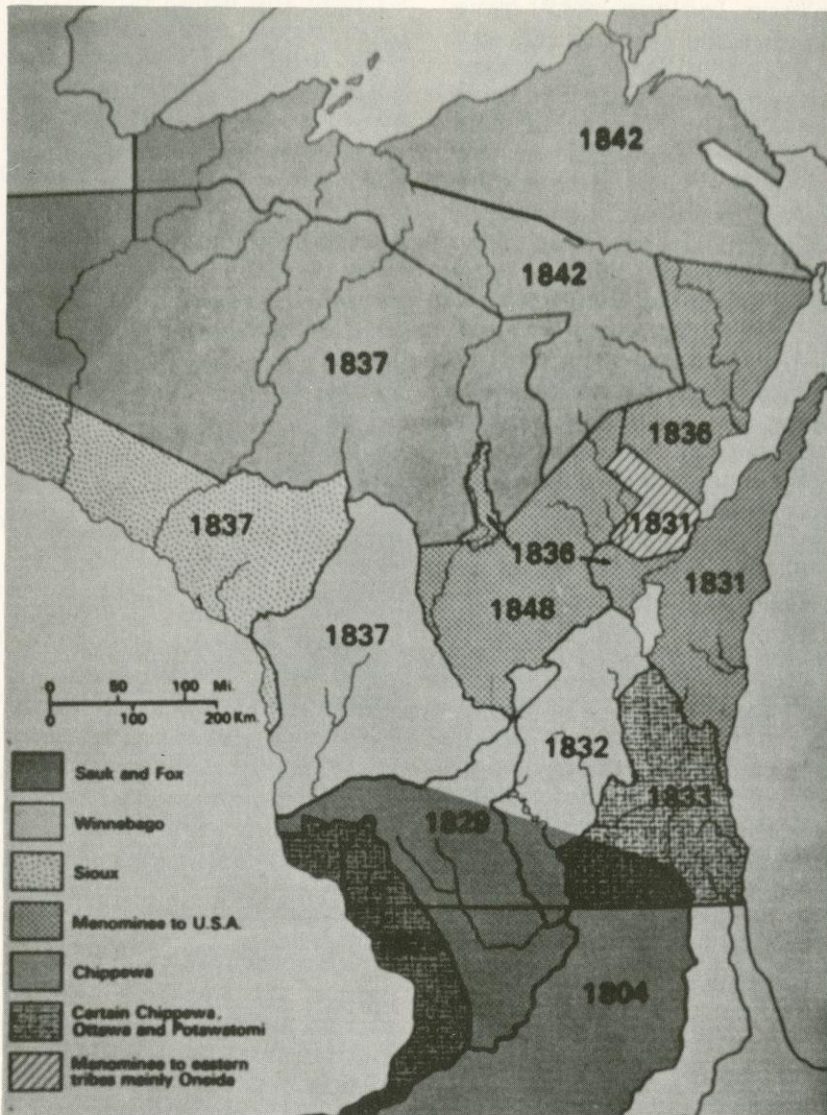 1842
1842
1837
1836
1837
1831
1836
1831
1848
1837
0 50 100 Mi.
0 100 200 Km.
1832
1833
1829
1804
Sauk and Fox
Winnebago
Sioux
Menominee to U.S.A.
Chippewa
Certain Chippewa,
Ottawa and Potawatomi
Menominee to eastern
tribes mainly Oneida